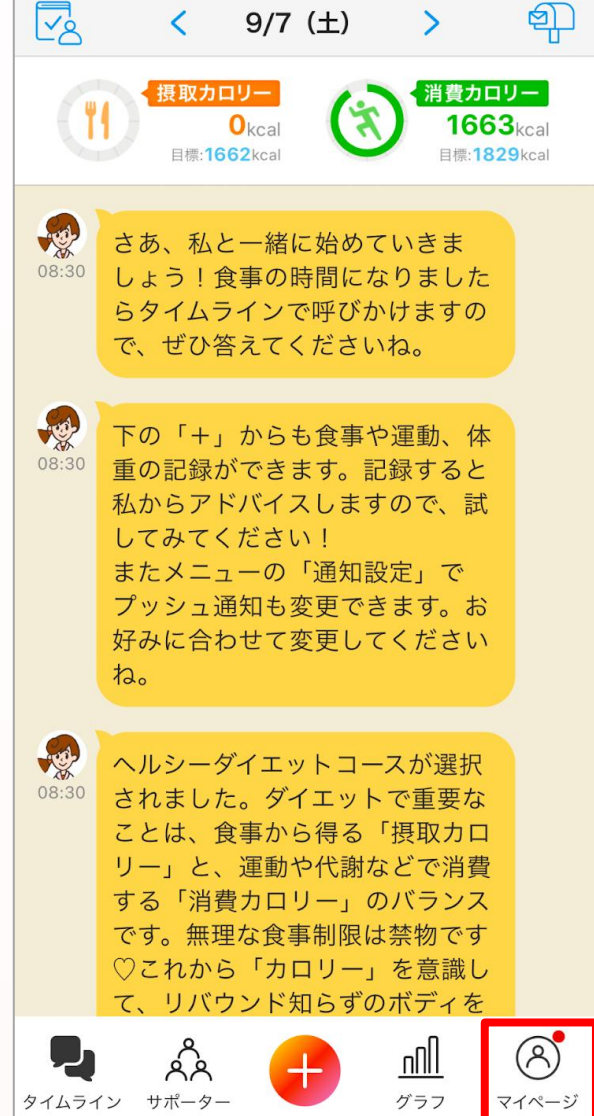 9/7（土）
摂取カロリー
0kcal
目標:1662kcal
消費カロリー
1663kcal
目標:1829kcal
08:30
さあ、私と一緒に始めていきま
しょう！食事の時間になりました
らタイムラインで呼びかけますの
で、ぜひ答えてくださいね。
08:30
下の「＋」からも食事や運動、体
重の記録ができます。記録すると
私からアドバイスしますので、試
してみてください！
またメニューの「通知設定」で
プッシュ通知も変更できます。お
好みに合わせて変更してください
ね。
08:30
ヘルシーダイエットコースが選択
されました。ダイエットで重要な
ことは、食事から得る「摂取カロ
リー」と、運動や代謝などで消費
する「消費カロリー」のバランス
です。無理な食事制限は禁物です
♡これから「カロリー」を意識し
て、リバウンド知らずのボディを
タイムライン
サポーター
グラフ
マイページ